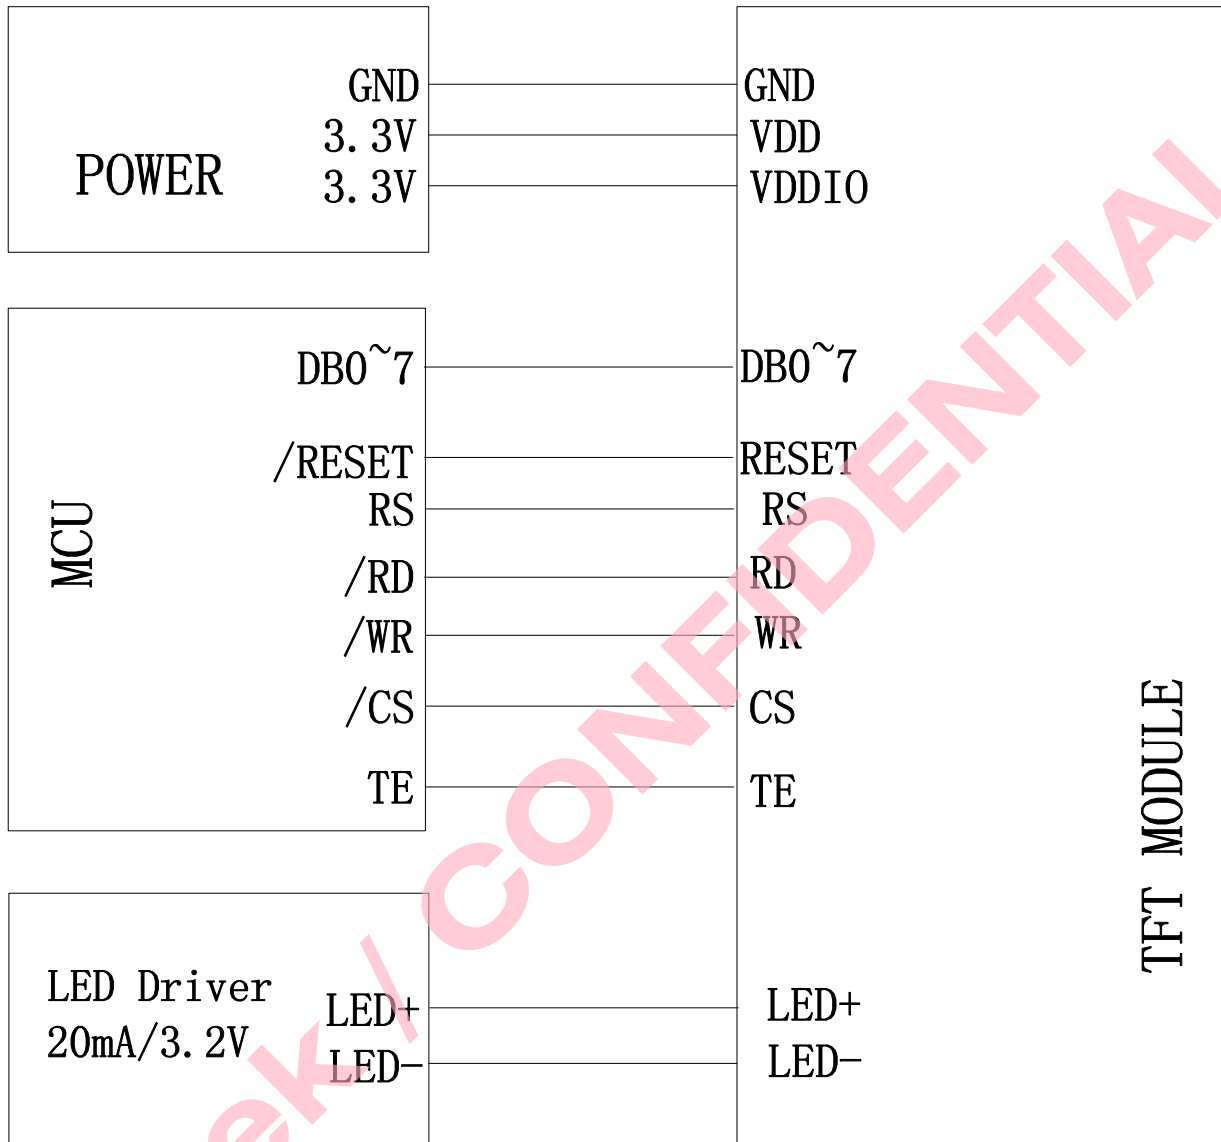 GND GND
3.3V VDD
POWER
3.3V VDDIO
DB0~7 DB0~7
/RESET RESET
RS RS
MCU
/RD RD
/WR WR
/CS CS
TE TE
TFT MODULE
LED Driver
20mA/3.2V
LED+ LED+
LED- LED-
ek / CONFIDENTIAL